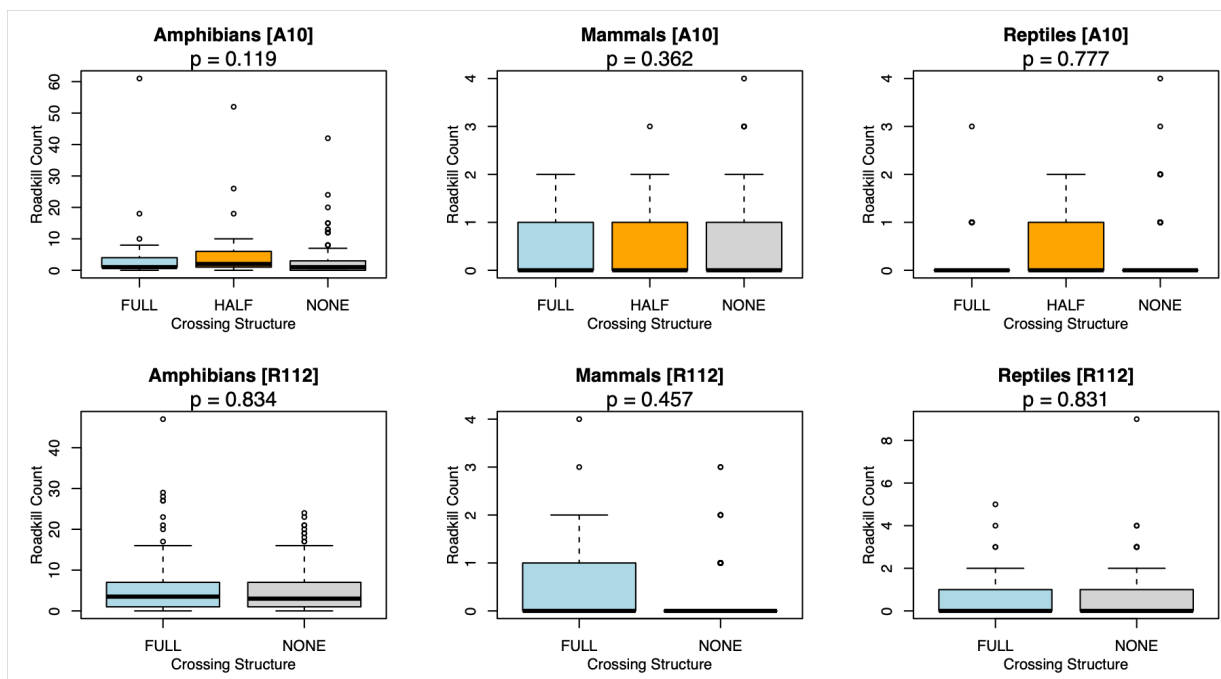 Amphibians [A10]
p = 0.119
Roadkill Count
60
50
40
30
20
10
0
FULL HALF NONE
Crossing Structure
Mammals [A10]
p = 0.362
Roadkill Count
4
3
2
1
0
FULL HALF NONE
Crossing Structure
Reptiles [A10]
p = 0.777
Roadkill Count
4
3
2
1
0
FULL HALF NONE
Crossing Structure
Amphibians [R112]
p = 0.834
Roadkill Count
40
30
20
10
0
FULL NONE
Crossing Structure
Mammals [R112]
p = 0.457
Roadkill Count
4
3
2
1
0
FULL NONE
Crossing Structure
Reptiles [R112]
p = 0.831
Roadkill Count
8
6
4
2
0
FULL NONE
Crossing Structure